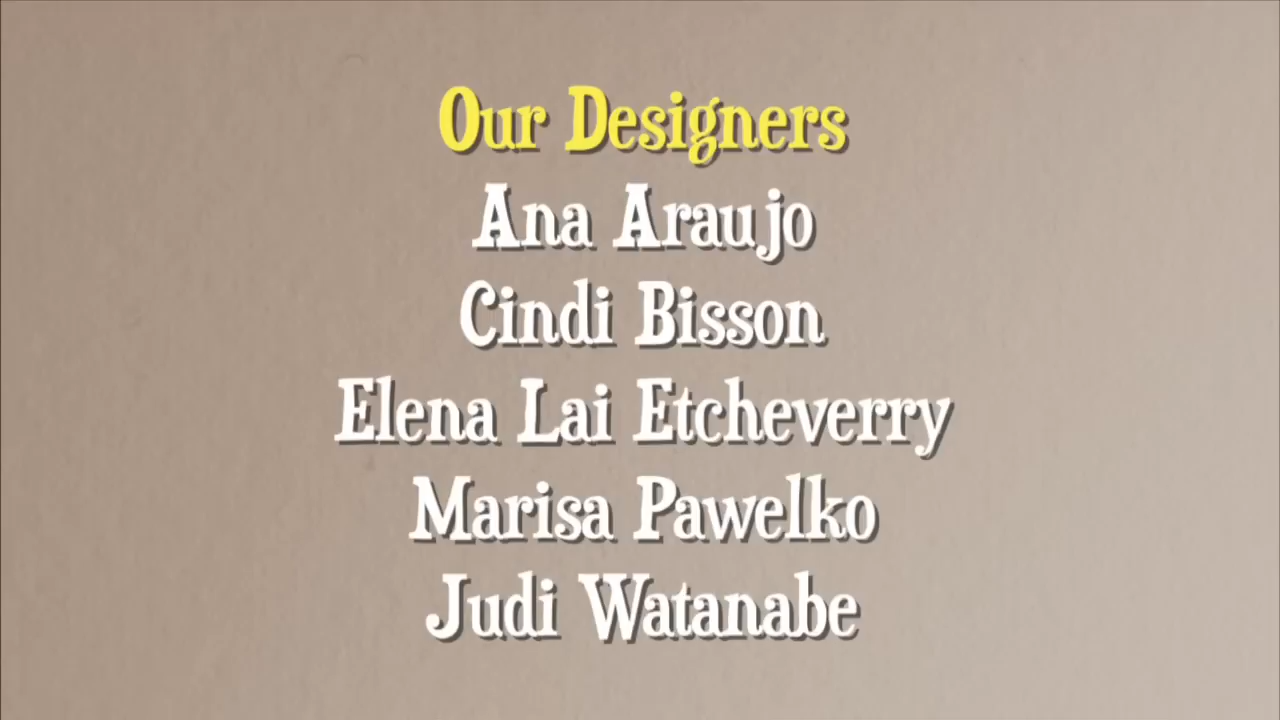 Our Designers
Ana Araujo
Cindi Bisson
Elena Lai Etcheverry
Marisa Pawelko
Judi Watanabe